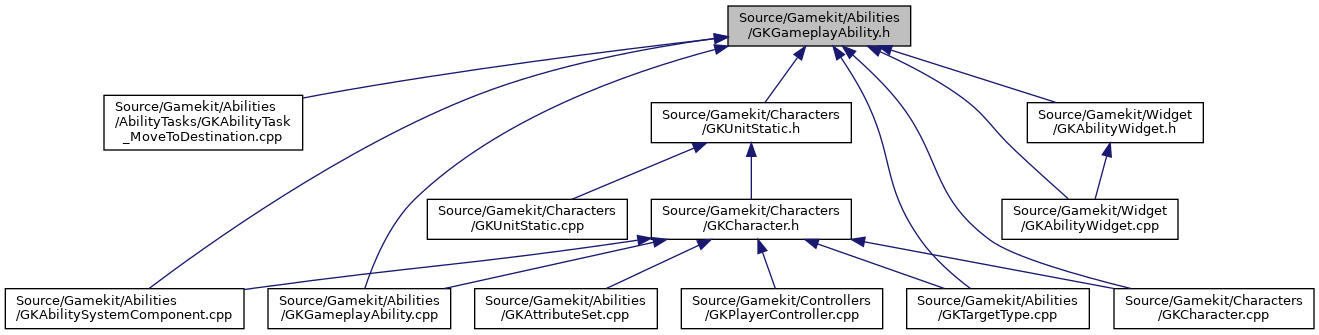 Source/Gamekit/Abilities
/GKGameplayAbility.h
Source/Gamekit/Abilities
/AbilityTasks/GKAbilityTask
_MoveToDestination.cpp
Source/Gamekit/Characters
/GKUnitStatic.h
Source/Gamekit/Widget
/GKAbilityWidget.h
Source/Gamekit/Characters
/GKUnitStatic.cpp
Source/Gamekit/Characters
/GKCharacter.h
Source/Gamekit/Widget
/GKAbilityWidget.cpp
Source/Gamekit/Abilities
/GKAbilitySystemComponent.cpp
Source/Gamekit/Abilities
/GKGameplayAbility.cpp
Source/Gamekit/Abilities
/GKAttributeSet.cpp
Source/Gamekit/Controllers
/GKPlayerController.cpp
Source/Gamekit/Abilities
/GKTargetType.cpp
Source/Gamekit/Characters
/GKCharacter.cpp